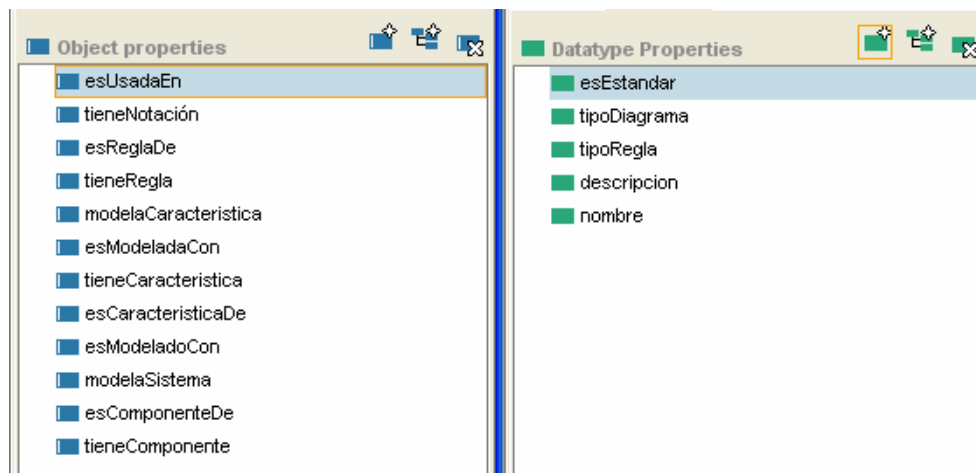 Object properties
esUsadaEn
tieneNotación
esReglaDe
tieneRegla
modelaCaracteristica
esModeladaCon
tieneCaracteristica
esCaracteristicaDe
esModeladoCon
modelaSistema
esComponenteDe
tieneComponente
Datatype Properties
esEstandar
tipoDiagrama
tipoRegla
descripcion
nombre